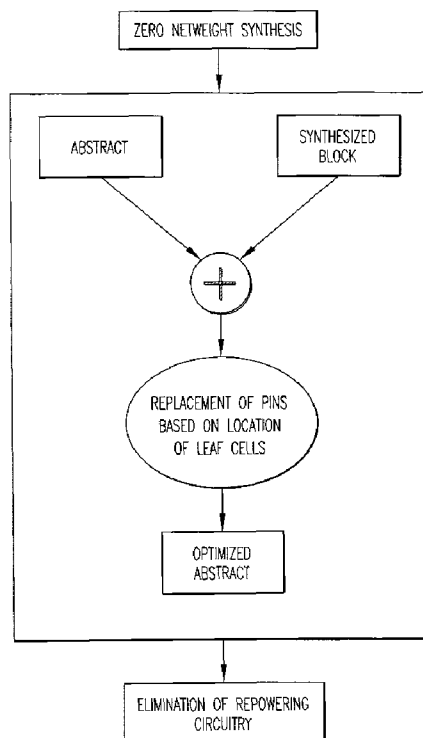 ZERO NETWEIGHT SYNTHESIS
ABSTRACT
SYNTHESIZED
BLOCK
REPLACEMENT OF PINS
BASED ON LOCATION
OF LEAF CELLS
OPTIMIZED
ABSTRACT
ELIMINATION OF REPOWERING
CIRCUITRY